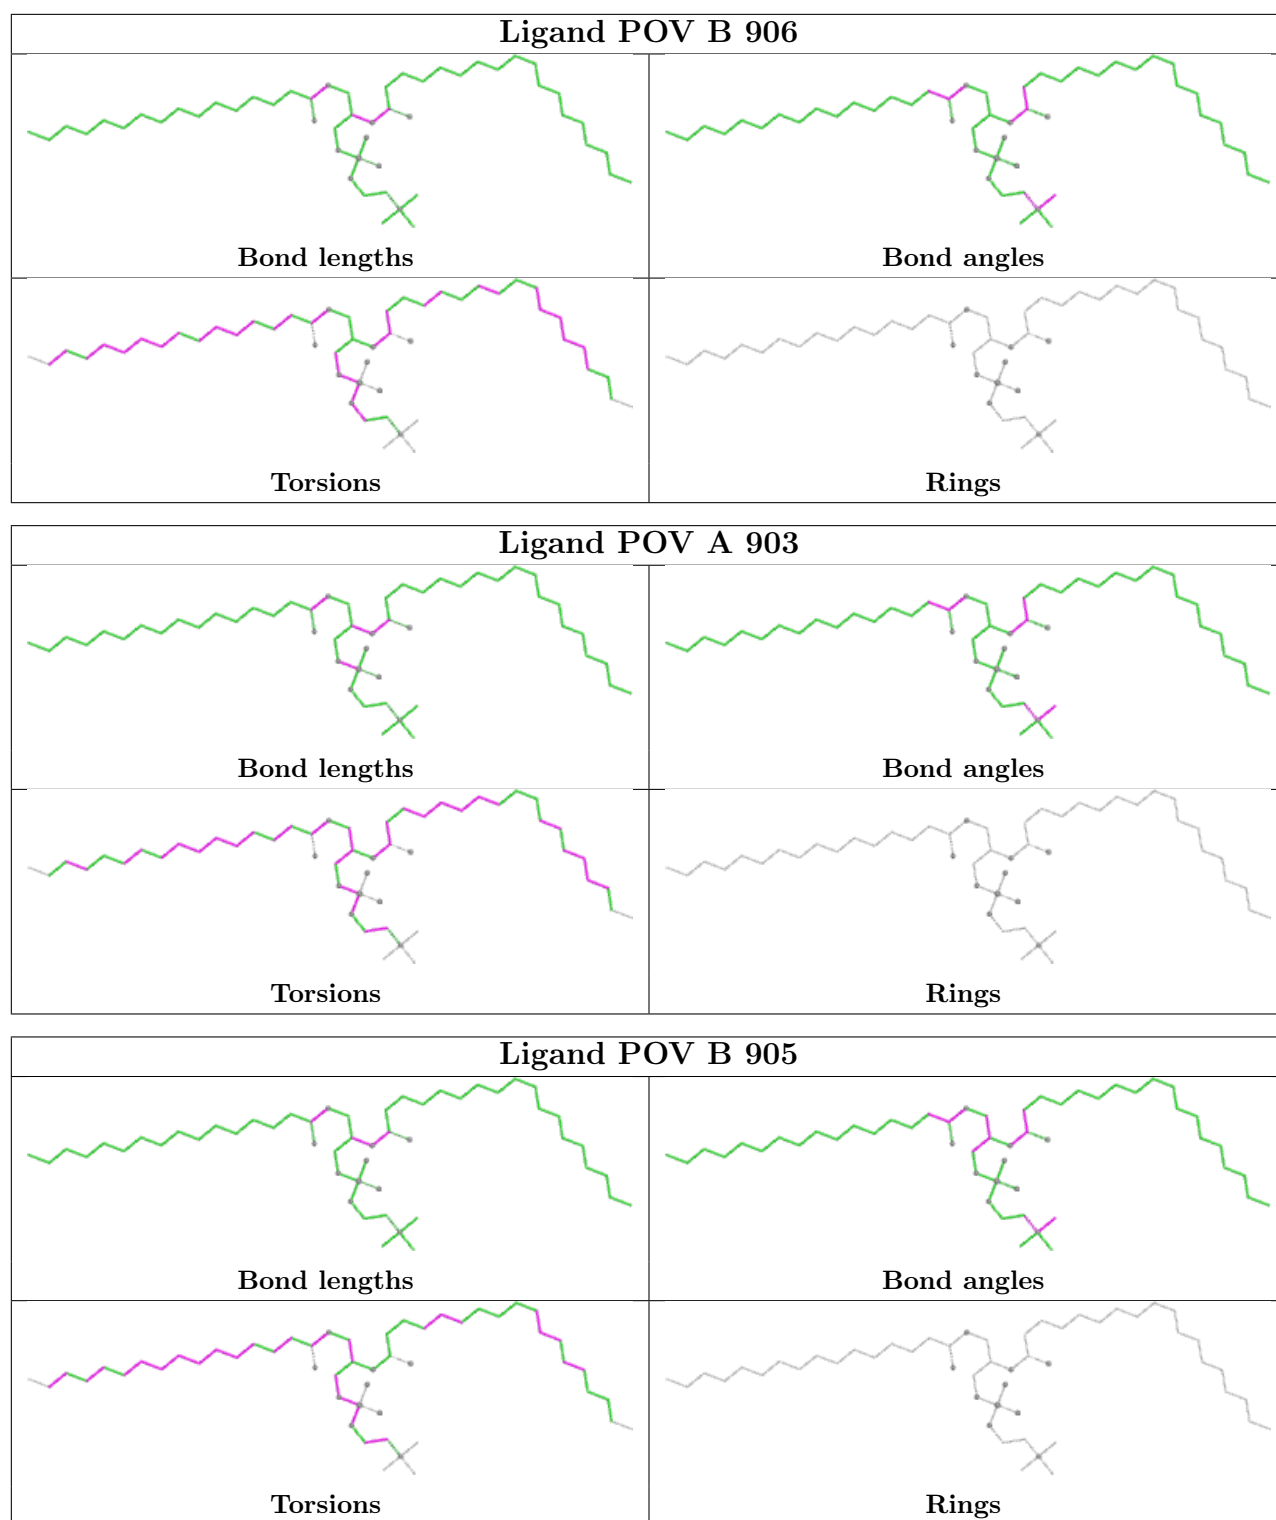 Ligand POV B 906
Bond lengths
Bond angles
Torsions
Rings
Ligand POV A 903
Bond lengths
Bond angles
Torsions
Rings
Ligand POV B 905
Bond lengths
Bond angles
Torsions
Rings